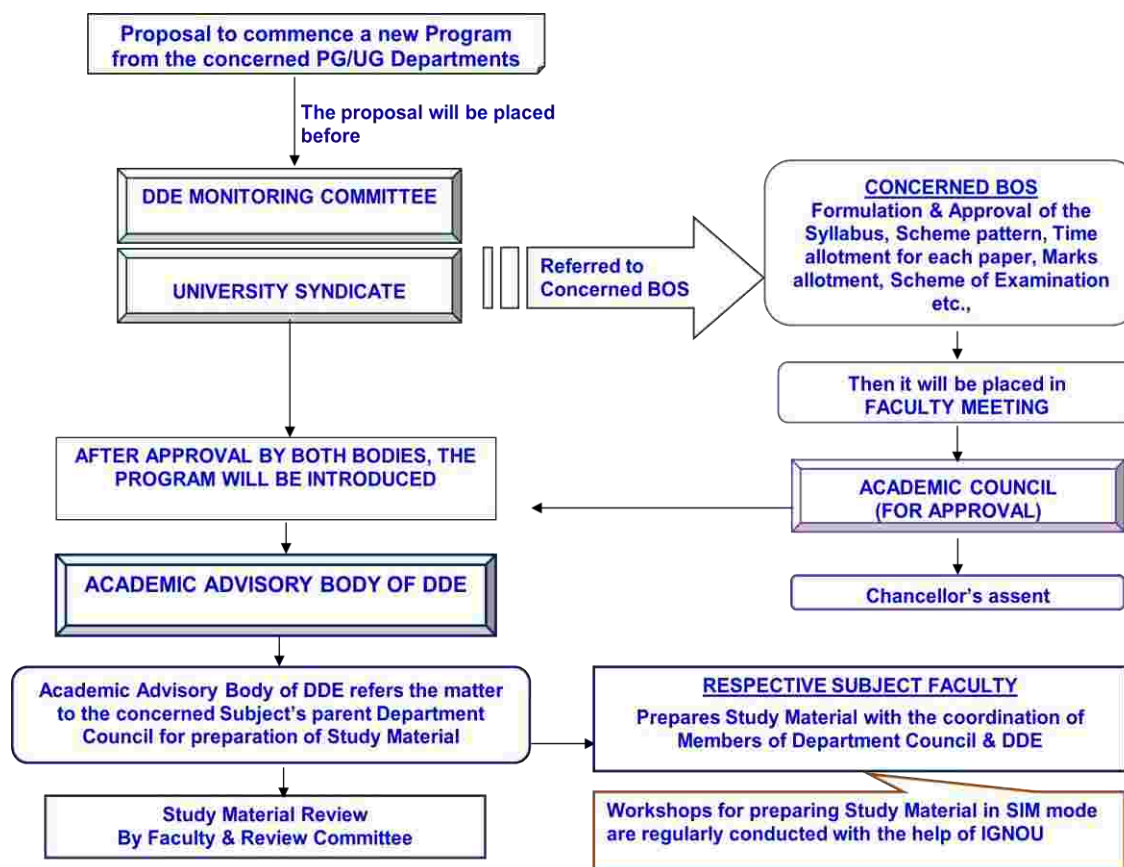 Proposal to commence a new Program
from the concerned PG/UG Departments
The proposal will be placed
before
DDE MONITORING COMMITTEE
UNIVERSITY SYNDICATE
Referred to
Concerned BOS
CONCERNED BOS
Formulation & Approval of the
Syllabus, Scheme pattern, Time
allotment for each paper, Marks
allotment, Scheme of Examination
etc.,
Then it will be placed in
FACULTY MEETING
ACADEMIC COUNCIL
(FOR APPROVAL)
Chancellor's assent
AFTER APPROVAL BY BOTH BODIES, THE
PROGRAM WILL BE INTRODUCED
ACADEMIC ADVISORY BODY OF DDE
Academic Advisory Body of DDE refers the matter
to the concerned Subject's parent Department
Council for preparation of Study Material
RESPECTIVE SUBJECT FACULTY
Prepares Study Material with the coordination of
Members of Department Council & DDE
Study Material Review
By Faculty & Review Committee
Workshops for preparing Study Material in SIM mode
are regularly conducted with the help of IGNOU